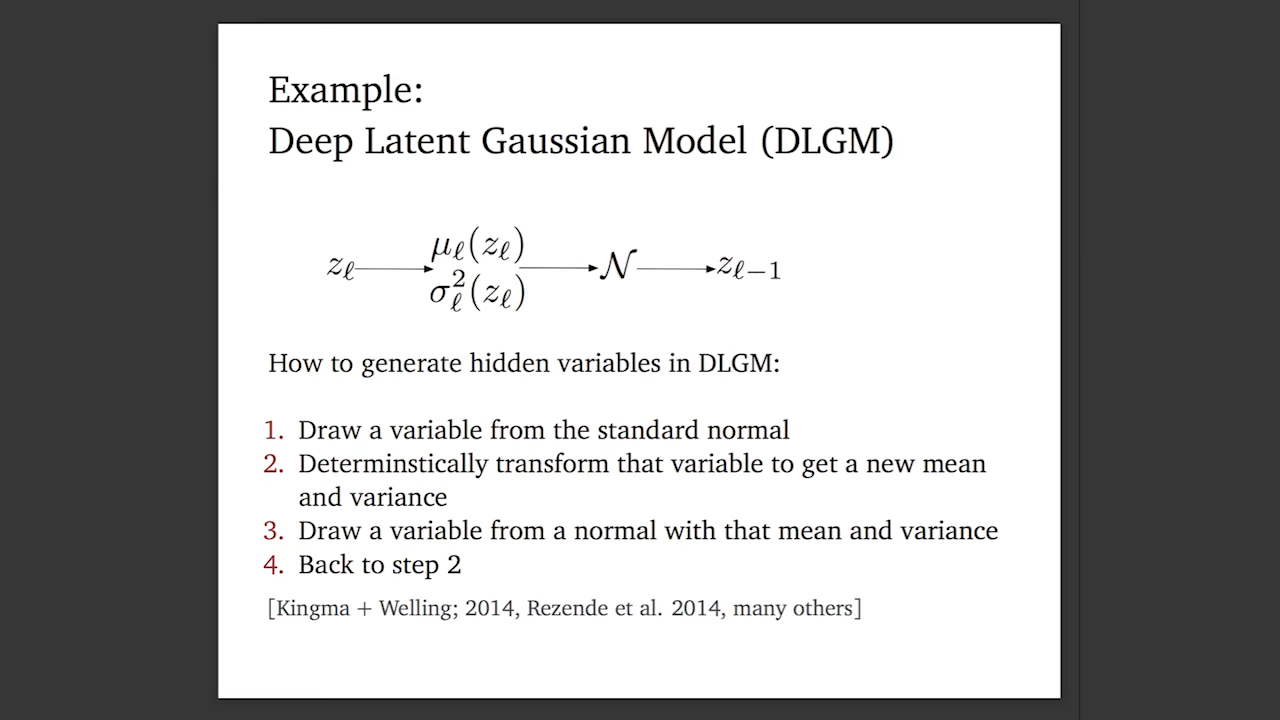 Example:
Deep Latent Gaussian Model (DLGM)
z_ℓ → μ_ℓ(z_ℓ) σ²_ℓ(z_ℓ) → 𝒩 → z_{ℓ−1}
How to generate hidden variables in DLGM:
1. Draw a variable from the standard normal
2. Determinstically transform that variable to get a new mean
and variance
3. Draw a variable from a normal with that mean and variance
4. Back to step 2
[Kingma + Welling; 2014, Rezende et al. 2014, many others]